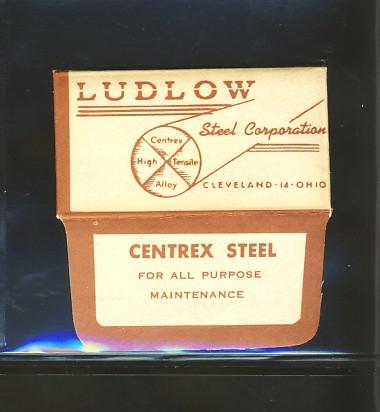 LUDLOW
Steel Corporation
Centrex
High Tensile
Alloy
CLEVELAND-14-OHIO
CENTREX STEEL
FOR ALL PURPOSE
MAINTENANCE